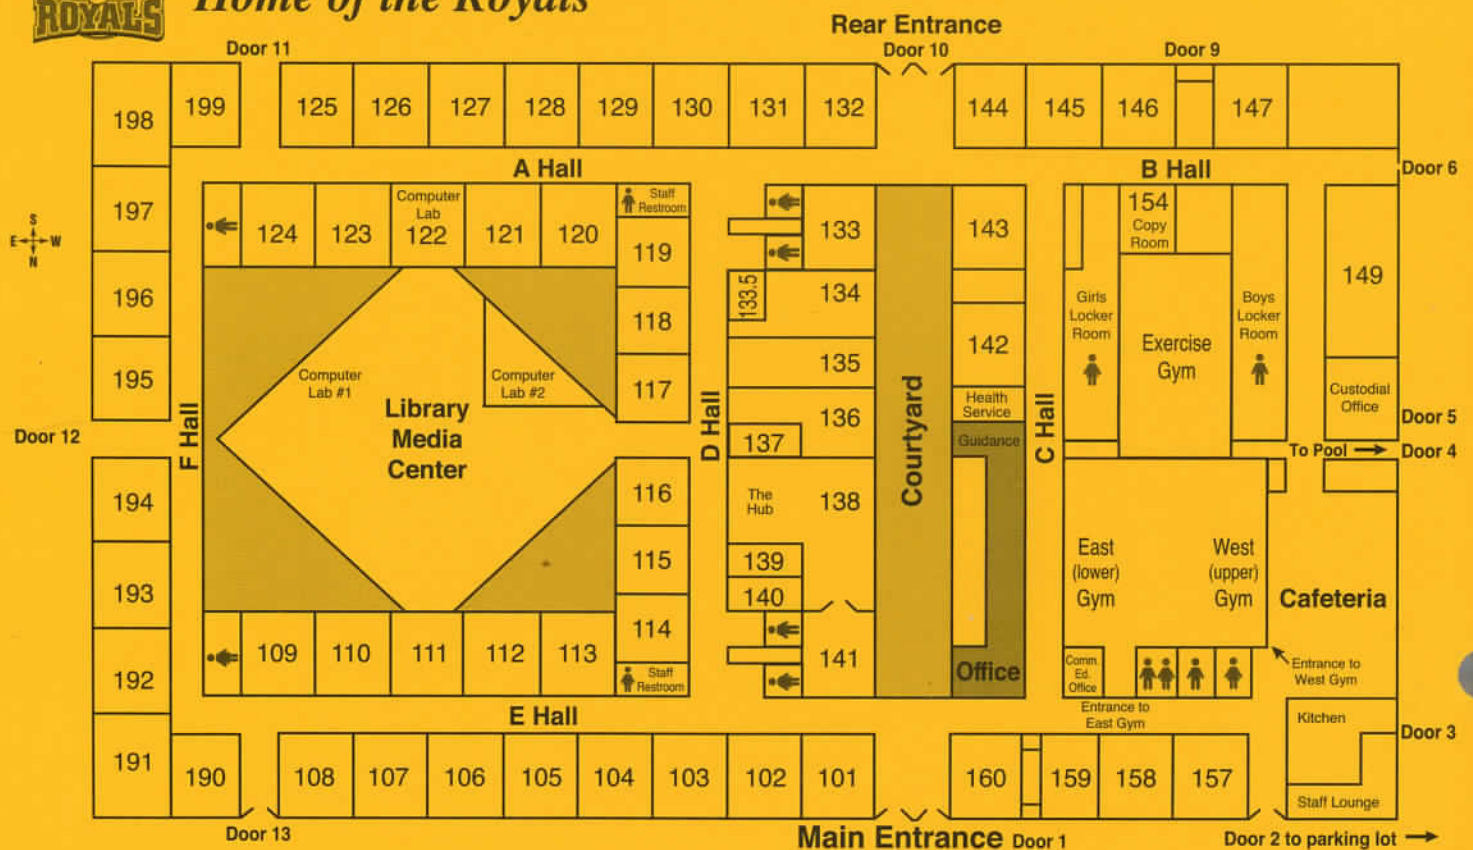 Home of the Royals
ROYALS
Rear Entrance
Door 11
Door 10
Door 9
198
199
125
126
127
128
129
130
131
132
144
145
146
147
A Hall
B Hall
Door 6
197
124
123
Computer
Lab
122
121
120
Staff
Restroom
119
133
143
154
Copy
Room
149
S
E
W
N
196
118
133.5
134
142
Girls
Locker
Room
Exercise
Gym
Boys
Locker
Room
195
Computer
Lab #1
Computer
Lab #2
117
135
Health
Service
Custodial
Office
Door 12
F Hall
Library
Media
Center
D Hall
136
137
Courtyard
Guidance
C Hall
Door 5
To Pool
Door 4
194
116
The
Hub
138
193
115
139
140
East
(lower)
Gym
West
(upper)
Gym
Cafeteria
192
109
110
111
112
113
114
Staff
Restroom
141
Office
Comm.
Ed.
Office
Entrance to
West Gym
E Hall
Entrance to
East Gym
Kitchen
Door 3
191
190
108
107
106
105
104
103
102
101
160
159
158
157
Staff Lounge
Door 13
Main Entrance Door 1
Door 2 to parking lot